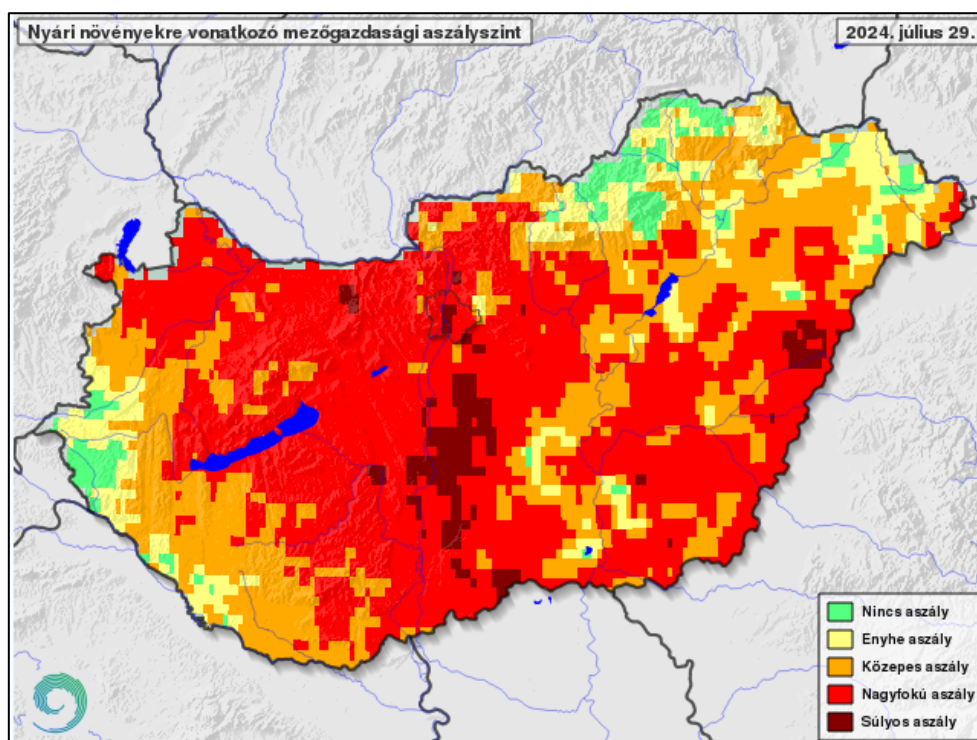 Nyári növényekre vonatkozó mezőgazdasági aszályszint
2024. július 29.
Nincs aszály
Enyhe aszály
Közepes aszály
Nagyfokú aszály
Súlyos aszály